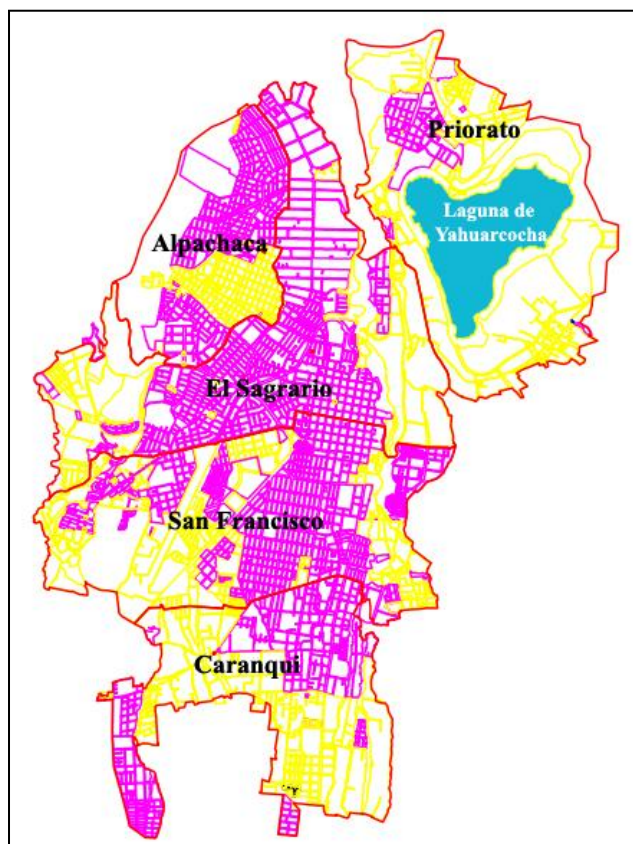 Priorato
Laguna de
Yahuarcocha
Alpachaca
El Sagrario
San Francisco
Caranqui